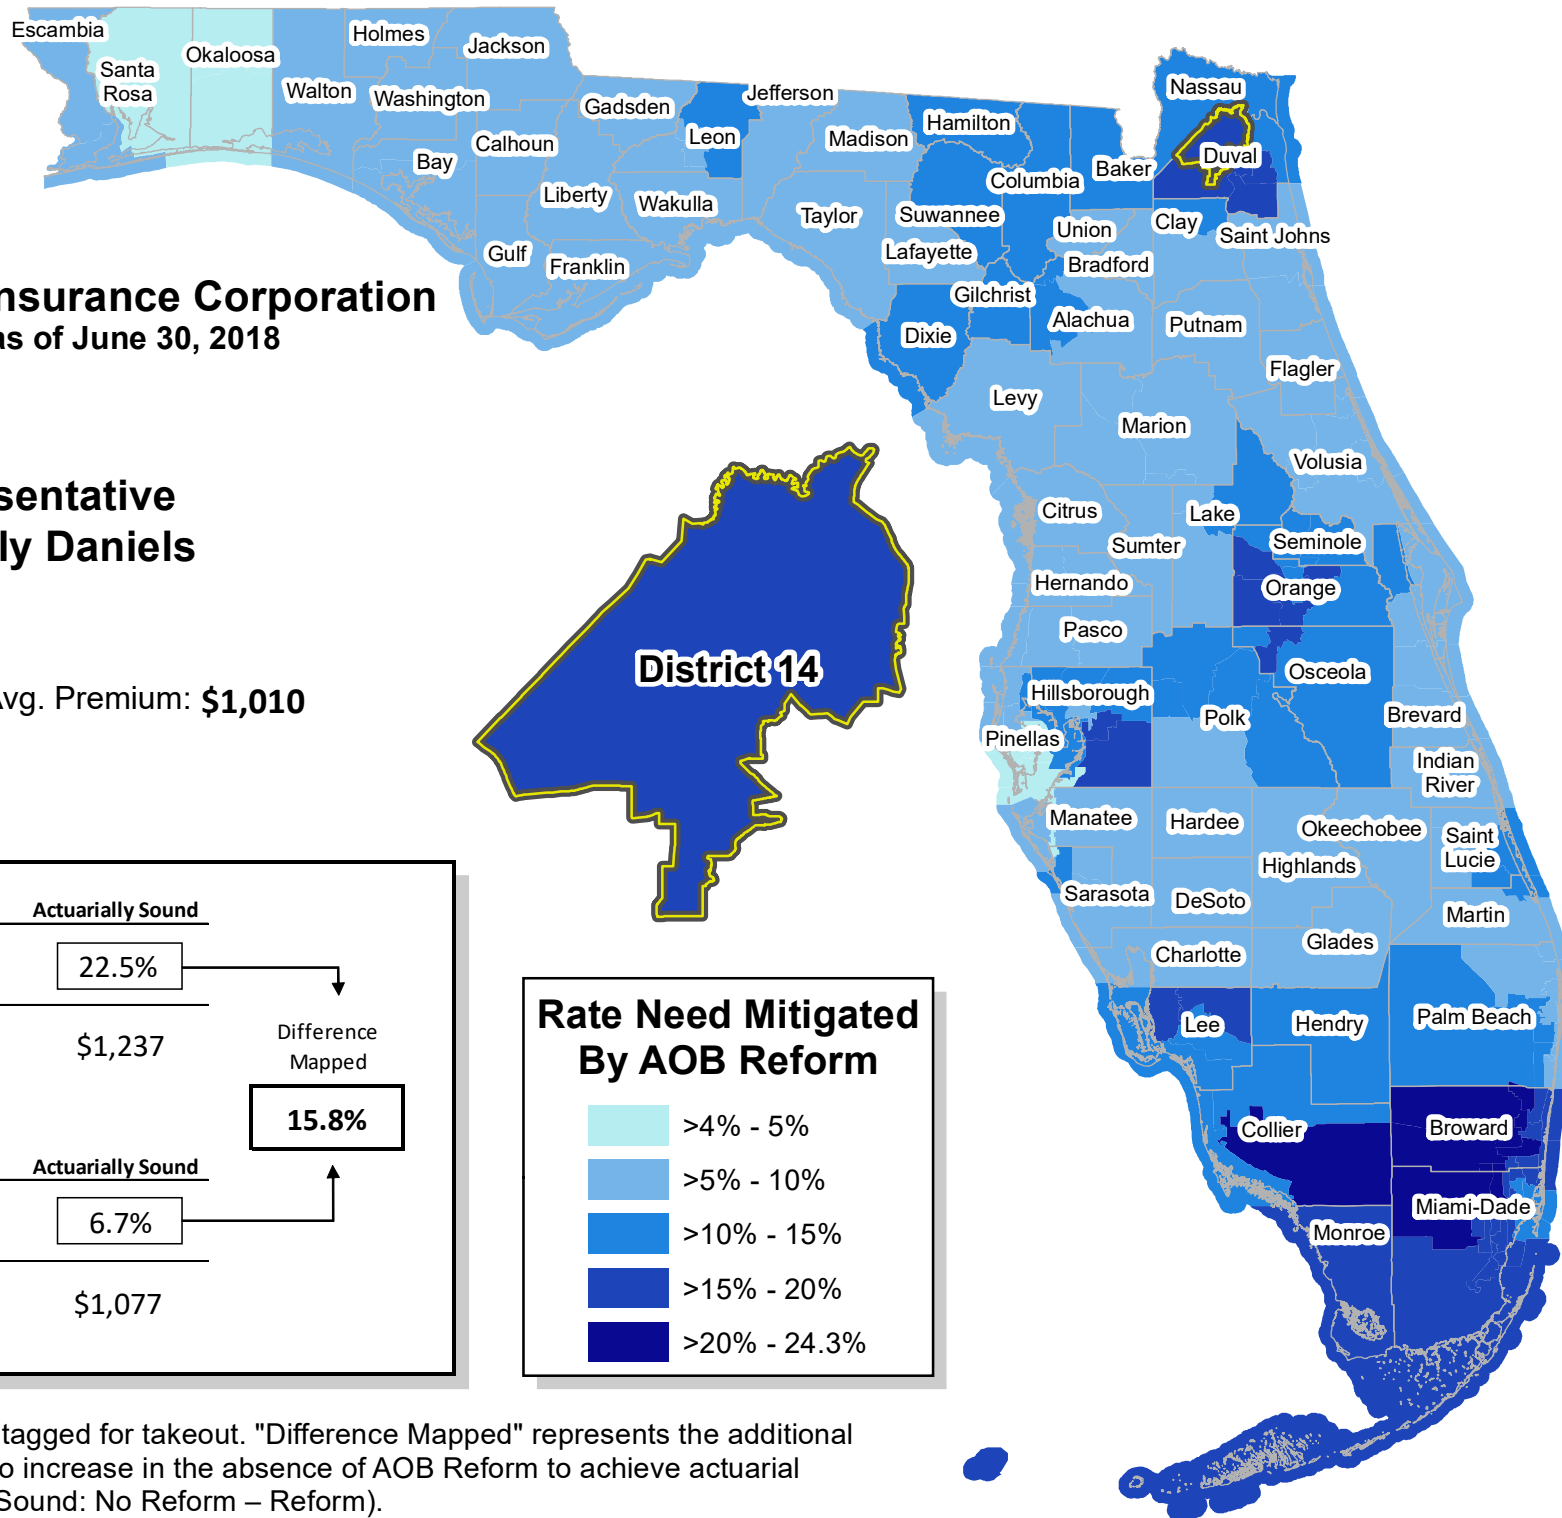 Escambia
Santa
Rosa
Okaloosa
Holmes
Jackson
Walton
Washington
Bay
Calhoun
Gadsden
Liberty
Gulf
Franklin
Wakulla
Leon
Jefferson
Madison
Taylor
Hamilton
Suwannee
Lafayette
Columbia
Baker
Nassau
Duval
Union
Clay
Saint Johns
Bradford
Gilchrist
Dixie
Alachua
Putnam
Flagler
Levy
Marion
Volusia
Citrus
Lake
Sumter
Seminole
Hernando
Orange
Pasco
Osceola
Hillsborough
Polk
Brevard
Pinellas
Indian
River
Manatee
Hardee
Okeechobee
Saint
Lucie
Highlands
Sarasota
DeSoto
Martin
Charlotte
Glades
Lee
Hendry
Palm Beach
Collier
Broward
Miami-Dade
Monroe
nsurance Corporation
as of June 30, 2018
sentative
ly Daniels
Avg. Premium: $1,010
District 14
Actuarially Sound
22.5%
$1,237
Difference
Mapped
15.8%
Actuarially Sound
6.7%
$1,077
Rate Need Mitigated
By AOB Reform
>4% - 5%
>5% - 10%
>10% - 15%
>15% - 20%
>20% - 24.3%
tagged for takeout. "Difference Mapped" represents the additional
o increase in the absence of AOB Reform to achieve actuarial
Sound: No Reform – Reform).